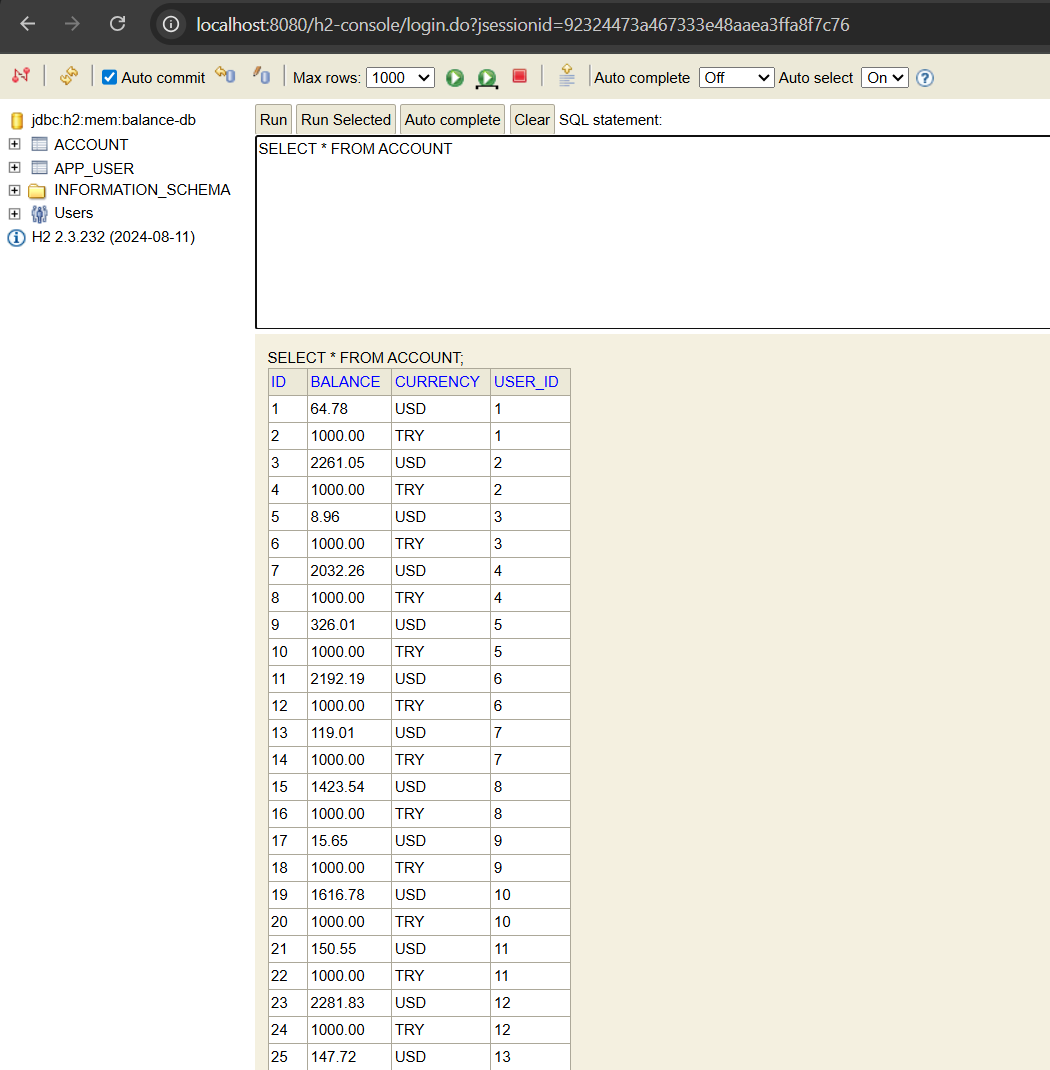 localhost:8080/h2-console/login.do?jsessionid=92324473a467333e48aaea3ffa8f7c76
Auto commit Max rows: 1000 Auto complete Off Auto select On
jdbc:h2:mem:balance-db
ACCOUNT
APP_USER
INFORMATION_SCHEMA
Users
H2 2.3.232 (2024-08-11)
Run Run Selected Auto complete Clear SQL statement:
SELECT * FROM ACCOUNT
SELECT * FROM ACCOUNT;
ID BALANCE CURRENCY USER_ID
1 64.78 USD 1
2 1000.00 TRY 1
3 2261.05 USD 2
4 1000.00 TRY 2
5 8.96 USD 3
6 1000.00 TRY 3
7 2032.26 USD 4
8 1000.00 TRY 4
9 326.01 USD 5
10 1000.00 TRY 5
11 2192.19 USD 6
12 1000.00 TRY 6
13 119.01 USD 7
14 1000.00 TRY 7
15 1423.54 USD 8
16 1000.00 TRY 8
17 15.65 USD 9
18 1000.00 TRY 9
19 1616.78 USD 10
20 1000.00 TRY 10
21 150.55 USD 11
22 1000.00 TRY 11
23 2281.83 USD 12
24 1000.00 TRY 12
25 147.72 USD 13